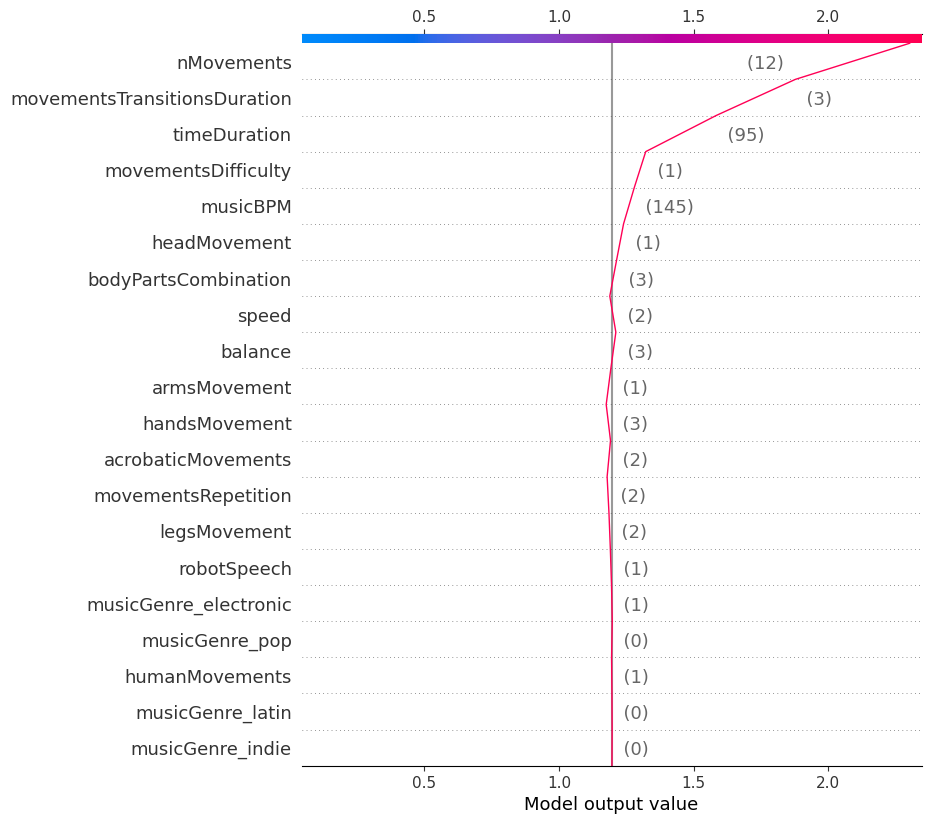 0.5 1.0 1.5 2.0
nMovements (12)
movementsTransitionsDuration (3)
timeDuration (95)
movementsDifficulty (1)
musicBPM (145)
headMovement (1)
bodyPartsCombination (3)
speed (2)
balance (3)
armsMovement (1)
handsMovement (3)
acrobaticMovements (2)
movementsRepetition (2)
legsMovement (2)
robotSpeech (1)
musicGenre_electronic (1)
musicGenre_pop (0)
humanMovements (1)
musicGenre_latin (0)
musicGenre_indie (0)
0.5 1.0 1.5 2.0
Model output value